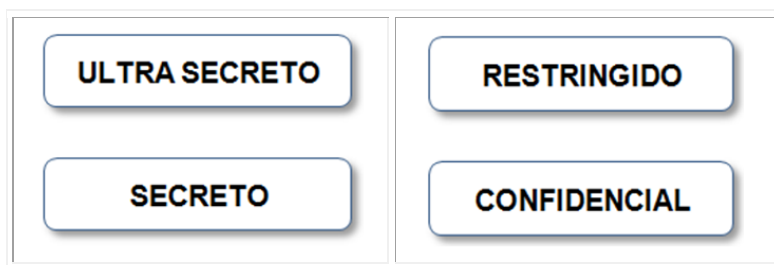 ULTRA SECRETO
SECRETO
RESTRINGIDO
CONFIDENCIAL